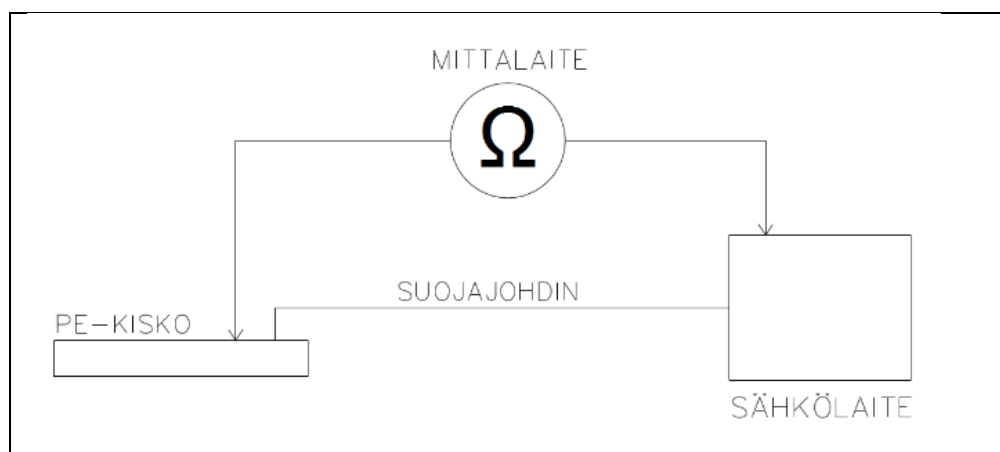 MITTALAITE
Ω
SUOJAJOHDIN
PE-KISKO
SÄHKÖLAITE